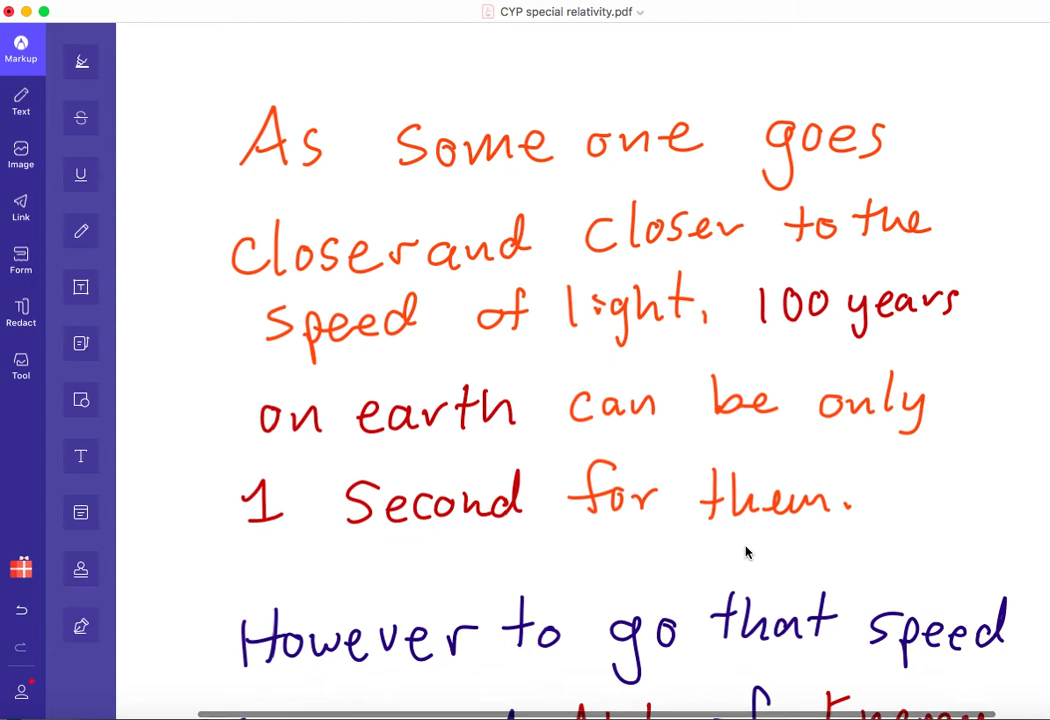 CYP special relativity.pdf
Markup
Text
Image
Link
Form
Redact
Tool
As some one goes
closer and closer to the
speed of light, 100 years
on earth can be only
1 Second for them.
However to go that speed
of Energy